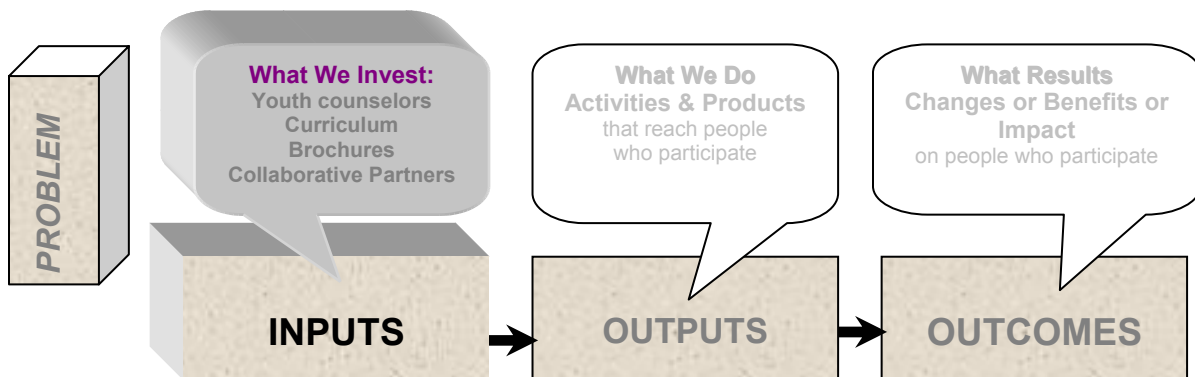 PROBLEM
What We Invest:
Youth counselors
Curriculum
Brochures
Collaborative Partners
INPUTS
What We Do
Activities & Products
that reach people
who participate
OUTPUTS
What Results
Changes or Benefits or
Impact
on people who participate
OUTCOMES